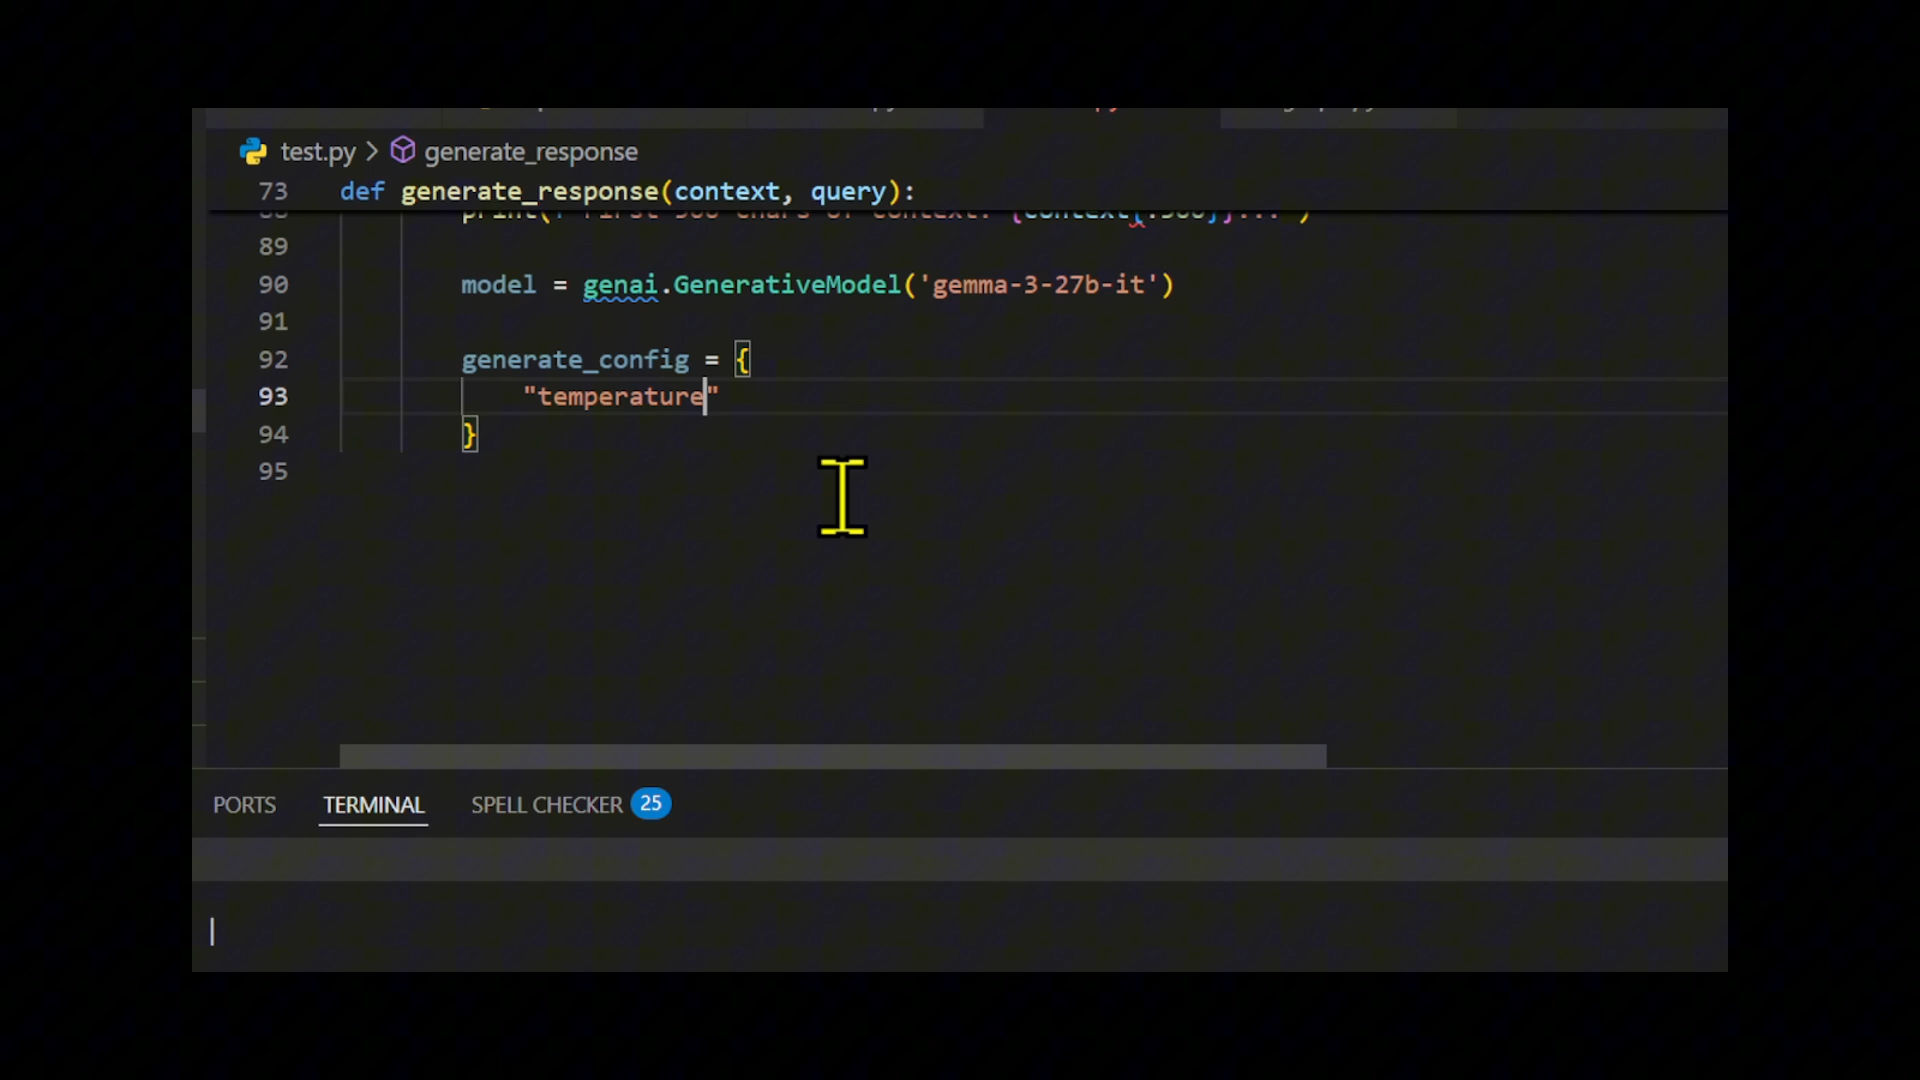 test.py > generate_response
73 def generate_response(context, query):
89
90 model = genai.GenerativeModel('gemma-3-27b-it')
91
92 generate_config = {
93 "temperature"
94 }
95
PORTS TERMINAL SPELL CHECKER 25